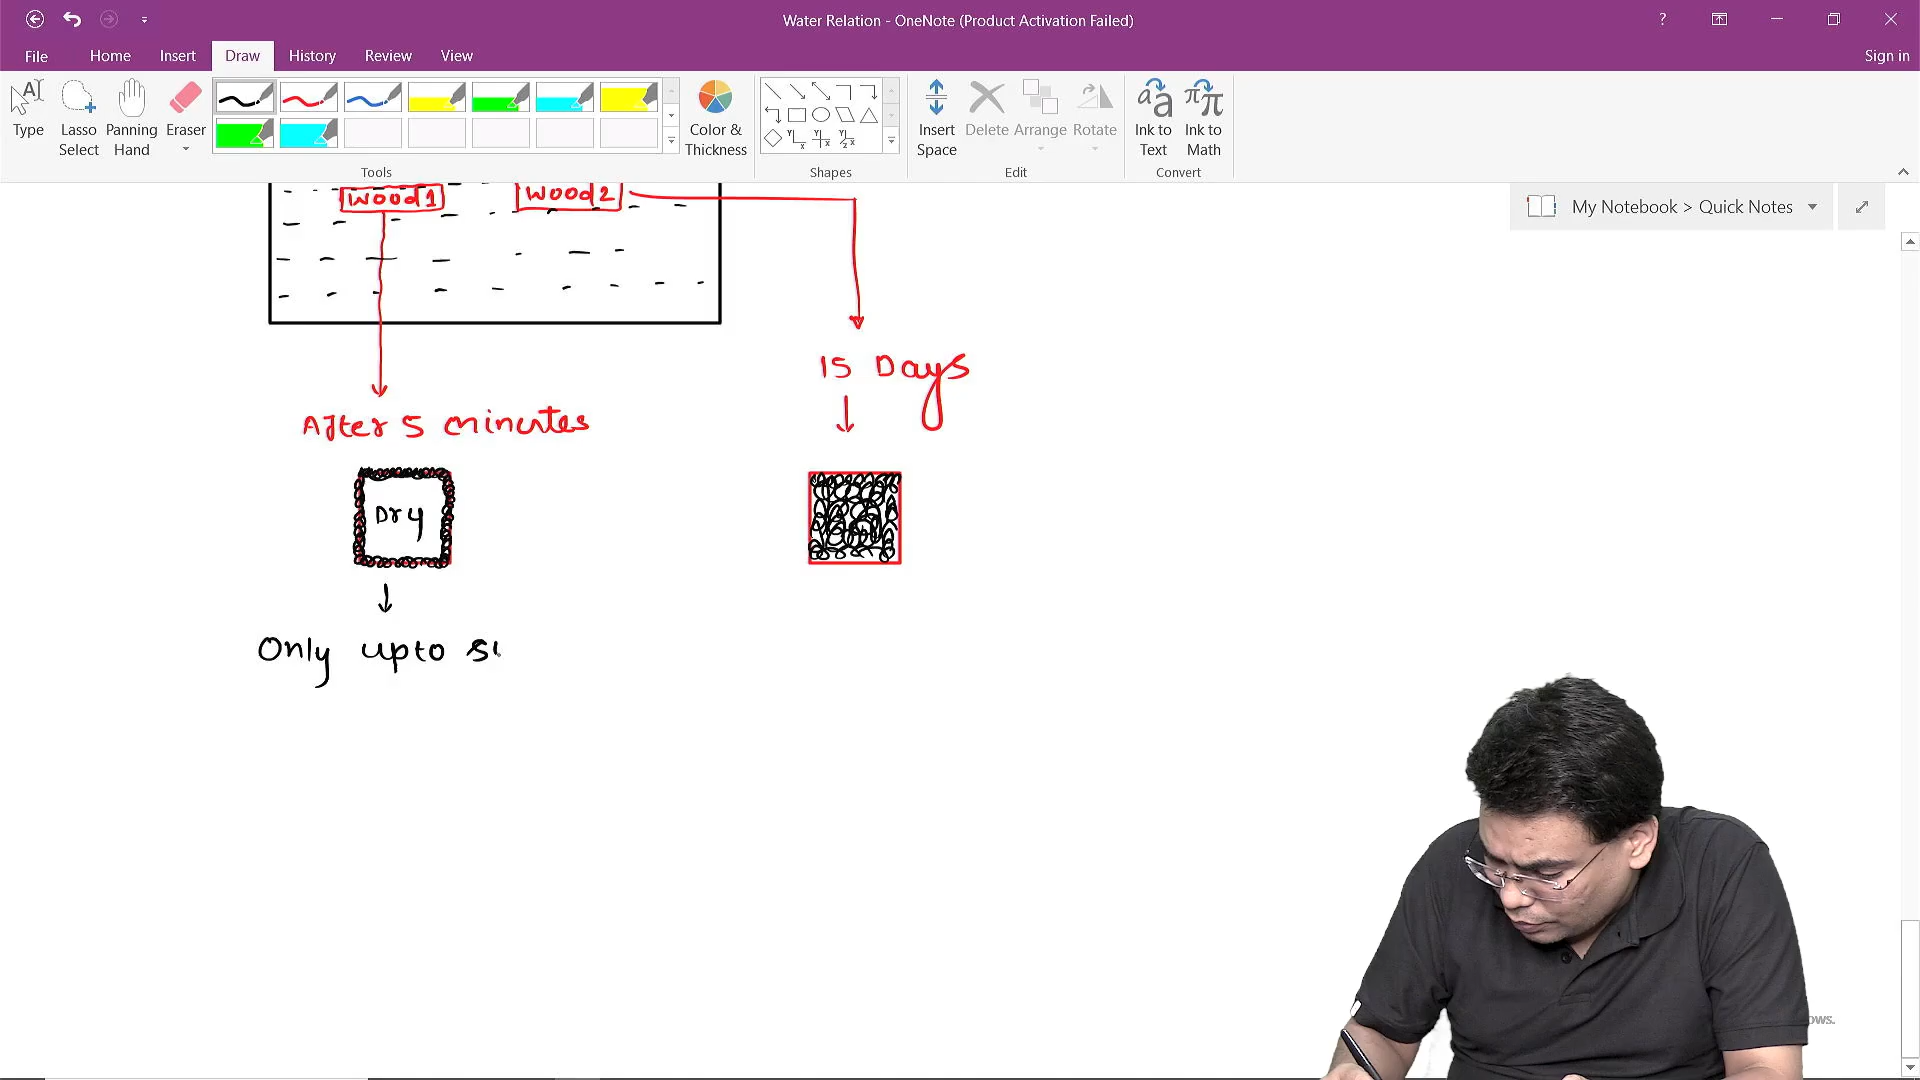 Water Relation - OneNote (Product Activation Failed)
File Home Insert Draw History Review View Sign in
Type
Lasso Select
Panning Hand
Eraser
Color & Thickness
Insert Space
Delete
Arrange
Rotate
Ink to Text
Ink to Math
Tools Shapes Edit Convert
My Notebook > Quick Notes
Wood1 Wood2
15 Days
After 5 minutes
Dry
Only upto
ows.